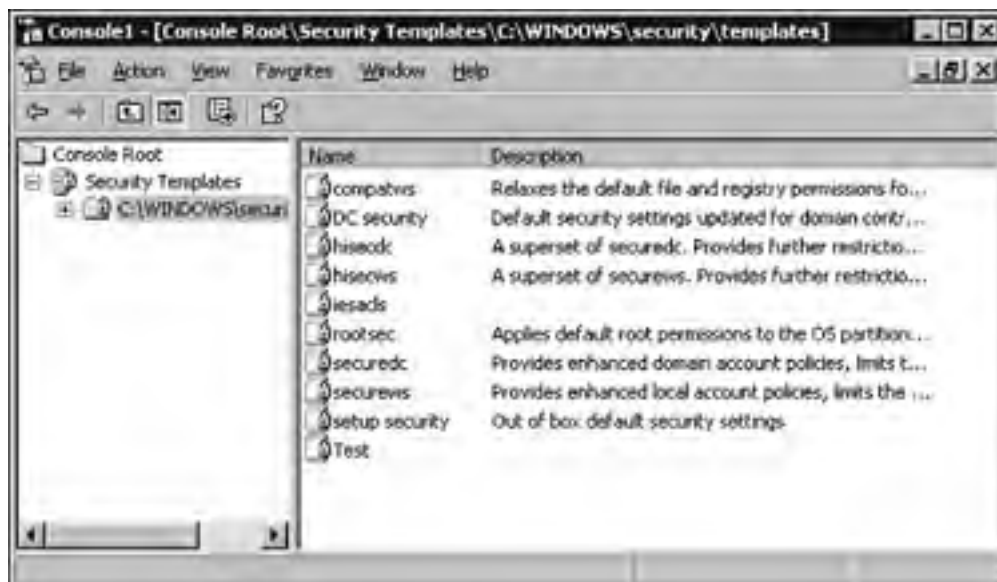 Console1 - [Console Root\Security Templates\C:\WINDOWS\security\templates]
File Action View Favorites Window Help
Console Root
Security Templates
C:\WINDOWS\securi
Name Description
compatws Relaxes the default file and registry permissions fo...
DC security Default security settings updated for domain contr...
hisecdc A superset of securedc. Provides further restrictio...
hisecws A superset of securews. Provides further restrictio...
iesacls
rootsec Applies default root permissions to the OS partition...
securedc Provides enhanced domain account policies, limits t...
securews Provides enhanced local account policies, limits the ...
setup security Out of box default security settings
Test